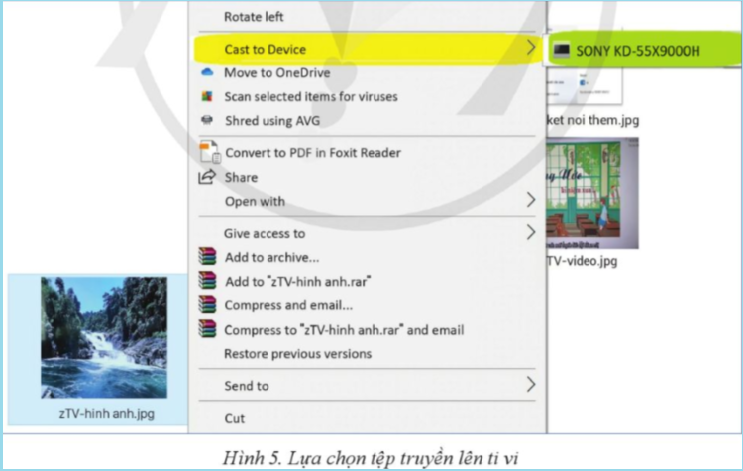 Rotate left
Cast to Device
SONY KD-55X9000H
Move to OneDrive
Scan selected items for viruses
Shred using AVG
ket noi them.jpg
Convert to PDF in Foxit Reader
Share
Open with
Give access to
Add to archive...
TV-video.jpg
Add to "zTV-hinh anh.rar"
Compress and email...
Compress to "zTV-hinh anh.rar" and email
Restore previous versions
Send to
zTV-hinh anh.jpg
Cut
Hình 5. Lựa chọn tệp truyền lên ti vi